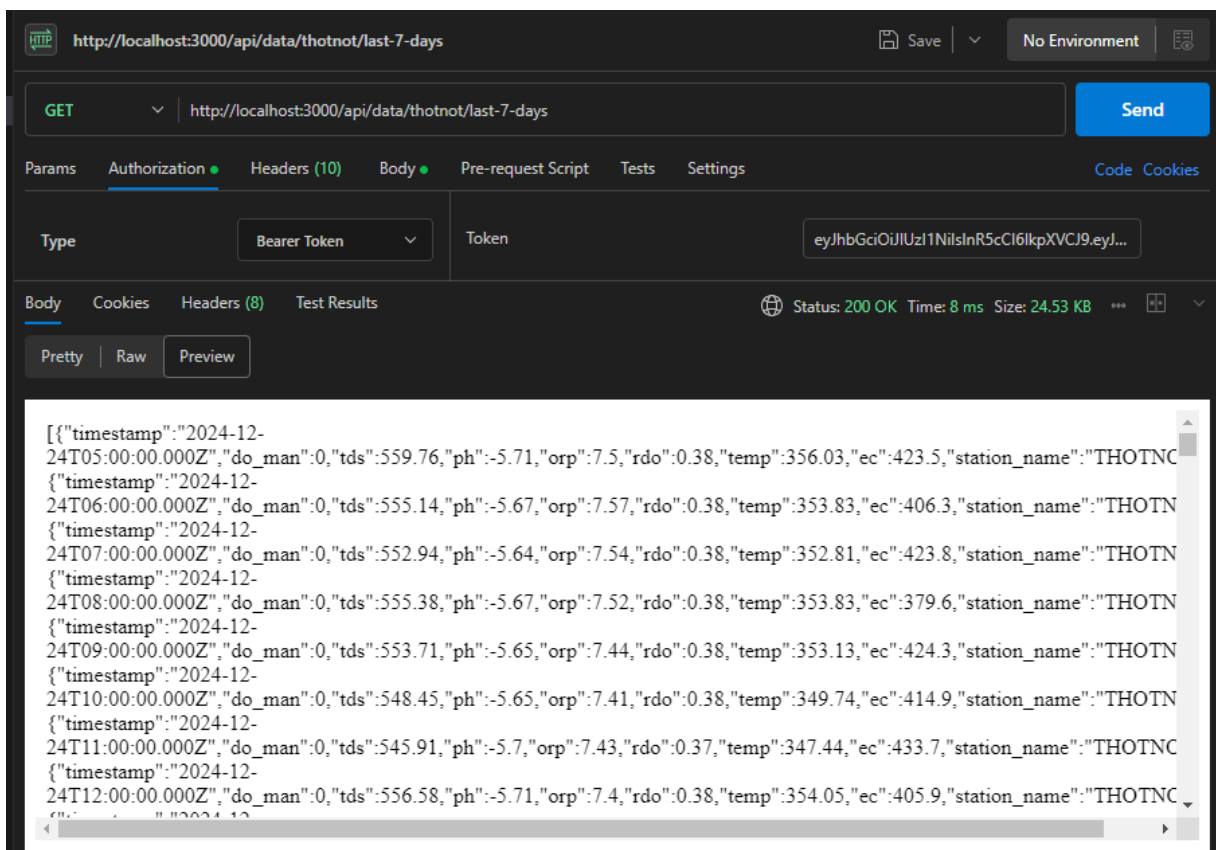 HTTP http://localhost:3000/api/data/thotnot/last-7-days Save No Environment
GET http://localhost:3000/api/data/thotnot/last-7-days Send
Params Authorization Headers (10) Body Pre-request Script Tests Settings Code Cookies
Type Bearer Token Token eyJhbGciOiJIUzI1NiIsInR5cCI6IkpXVCJ9.eyJ...
Body Cookies Headers (8) Test Results Status: 200 OK Time: 8 ms Size: 24.53 KB
Pretty Raw Preview
[{"timestamp":"2024-12-
24T05:00:00.000Z","do_man":0,"tds":559.76,"ph":-5.71,"orp":7.5,"rdo":0.38,"temp":356.03,"ec":423.5,"station_name":"THOTNO
{"timestamp":"2024-12-
24T06:00:00.000Z","do_man":0,"tds":555.14,"ph":-5.67,"orp":7.57,"rdo":0.38,"temp":353.83,"ec":406.3,"station_name":"THOTN
{"timestamp":"2024-12-
24T07:00:00.000Z","do_man":0,"tds":552.94,"ph":-5.64,"orp":7.54,"rdo":0.38,"temp":352.81,"ec":423.8,"station_name":"THOTN
{"timestamp":"2024-12-
24T08:00:00.000Z","do_man":0,"tds":555.38,"ph":-5.67,"orp":7.52,"rdo":0.38,"temp":353.83,"ec":379.6,"station_name":"THOTN
{"timestamp":"2024-12-
24T09:00:00.000Z","do_man":0,"tds":553.71,"ph":-5.65,"orp":7.44,"rdo":0.38,"temp":353.13,"ec":424.3,"station_name":"THOTN
{"timestamp":"2024-12-
24T10:00:00.000Z","do_man":0,"tds":548.45,"ph":-5.65,"orp":7.41,"rdo":0.38,"temp":349.74,"ec":414.9,"station_name":"THOTN
{"timestamp":"2024-12-
24T11:00:00.000Z","do_man":0,"tds":545.91,"ph":-5.7,"orp":7.43,"rdo":0.37,"temp":347.44,"ec":433.7,"station_name":"THOTNO
{"timestamp":"2024-12-
24T12:00:00.000Z","do_man":0,"tds":556.58,"ph":-5.71,"orp":7.4,"rdo":0.38,"temp":354.05,"ec":405.9,"station_name":"THOTNO